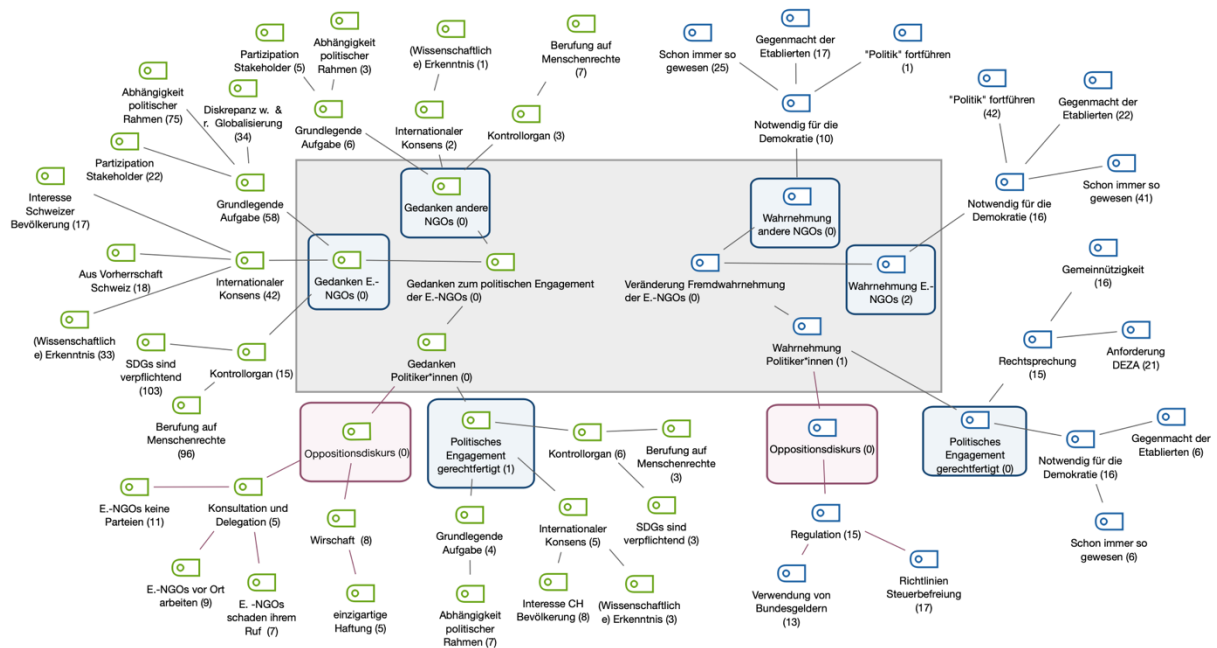 Partizipation
Stakeholder (5)
Abhängigkeit
politischer
Rahmen (3)
(Wissenschaftlich
e) Erkenntnis (1)
Berufung auf
Menschenrechte
(7)
Schon immer so
gewesen (25)
Gegenmacht der
Etablierten (17)
"Politik" fortführen
(1)
Abhängigkeit
politischer
Rahmen (75)
Diskrepanz w. &
r. Globalisierung
(34)
Grundlegende
Aufgabe (6)
Internationaler
Konsens (2)
Kontrollorgan (3)
Notwendig für die
Demokratie (10)
"Politik" fortführen
(42)
Gegenmacht der
Etablierten (22)
Partizipation
Stakeholder (22)
Interesse
Schweizer
Bevölkerung (17)
Grundlegende
Aufgabe (58)
Gedanken andere
NGOs (0)
Wahrnehmung
andere NGOs (0)
Notwendig für die
Demokratie (16)
Schon immer so
gewesen (41)
Aus Vorherrschaft
Schweiz (18)
Internationaler
Konsens (42)
Gedanken E.-
NGOs (0)
Gedanken zum politischen Engagement
der E.-NGOs (0)
Veränderung Fremdwahrnehmung
der E.-NGOs (0)
Wahrnehmung E.-
NGOs (2)
Gemeinnützigkeit
(16)
(Wissenschaftlich
e) Erkenntnis (33)
SDGs sind
verpflichtend
(103)
Kontrollorgan (15)
Gedanken
Politiker*innen (0)
Wahrnehmung
Politiker*innen (1)
Rechtsprechung
(15)
Anforderung
DEZA (21)
Berufung auf
Menschenrechte
(96)
Oppositionsdiskurs (0)
Politisches
Engagement
gerechtfertigt (1)
Kontrollorgan (6)
Berufung auf
Menschenrechte
(3)
Oppositionsdiskurs (0)
Politisches
Engagement
gerechtfertigt (0)
Notwendig für die
Demokratie (16)
Gegenmacht der
Etablierten (6)
E.-NGOs keine
Parteien (11)
Konsultation und
Delegation (5)
Wirschaft (8)
Grundlegende
Aufgabe (4)
Internationaler
Konsens (5)
SDGs sind
verpflichtend (3)
Regulation (15)
Schon immer so
gewesen (6)
E.-NGOs vor Ort
arbeiten (9)
E. -NGOs
schaden ihrem
Ruf (7)
einzigartige
Haftung (5)
Abhängigkeit
politischer
Rahmen (7)
Interesse CH
Bevölkerung (8)
(Wissenschaftlich
e) Erkenntnis (3)
Verwendung von
Bundesgeldern
(13)
Richtlinien
Steuerbefreiung
(17)